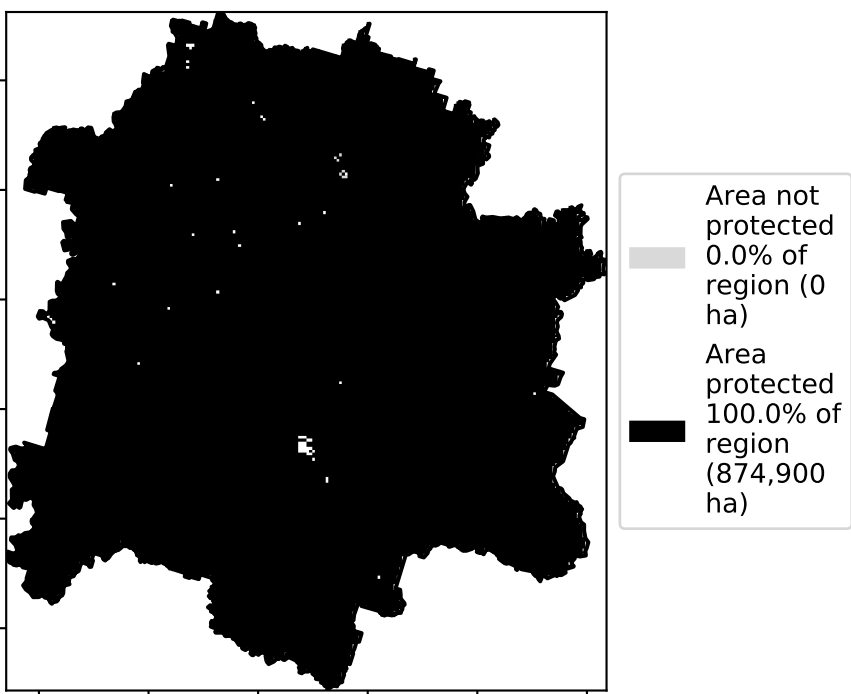 Area not
protected
0.0% of
region (0
ha)
Area
protected
100.0% of
region
(874,900
ha)